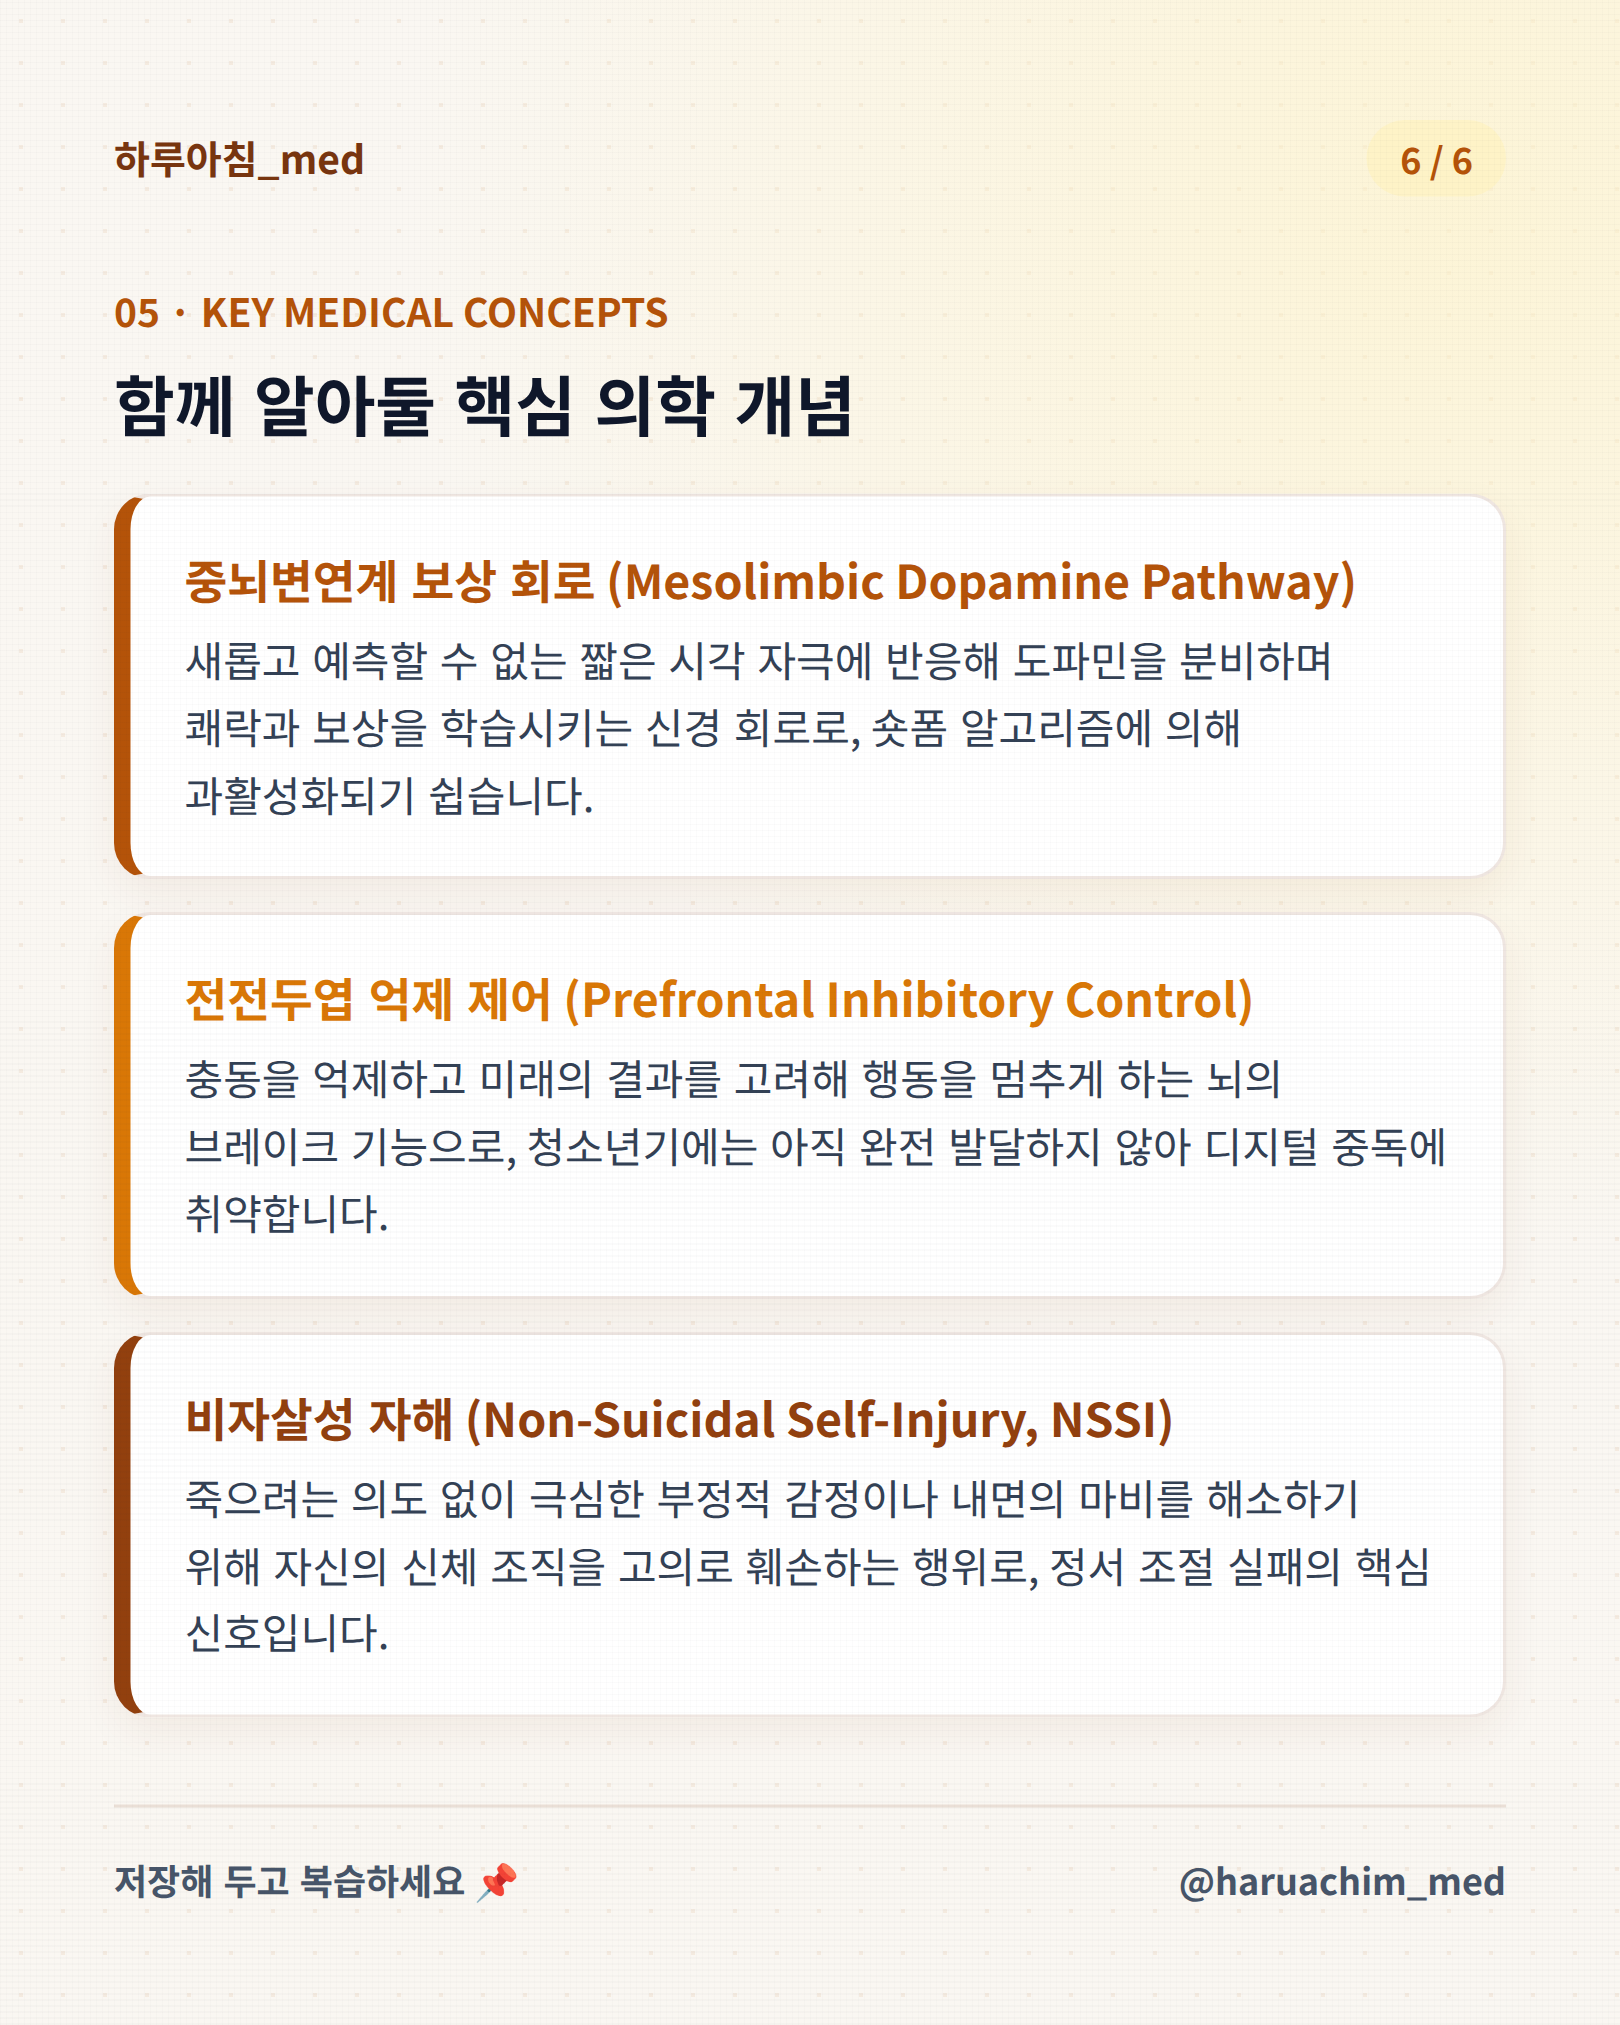 하루아침_med
6 / 6
05 · KEY MEDICAL CONCEPTS
함께 알아둘 핵심 의학 개념
중뇌변연계 보상 회로 (Mesolimbic Dopamine Pathway)
새롭고 예측할 수 없는 짧은 시각 자극에 반응해 도파민을 분비하며
쾌락과 보상을 학습시키는 신경 회로로, 숏폼 알고리즘에 의해
과활성화되기 쉽습니다.
전전두엽 억제 제어 (Prefrontal Inhibitory Control)
충동을 억제하고 미래의 결과를 고려해 행동을 멈추게 하는 뇌의
브레이크 기능으로, 청소년기에는 아직 완전 발달하지 않아 디지털 중독에
취약합니다.
비자살성 자해 (Non-Suicidal Self-Injury, NSSI)
죽으려는 의도 없이 극심한 부정적 감정이나 내면의 마비를 해소하기
위해 자신의 신체 조직을 고의로 훼손하는 행위로, 정서 조절 실패의 핵심
신호입니다.
저장해 두고 복습하세요 📌
@haruachim_med